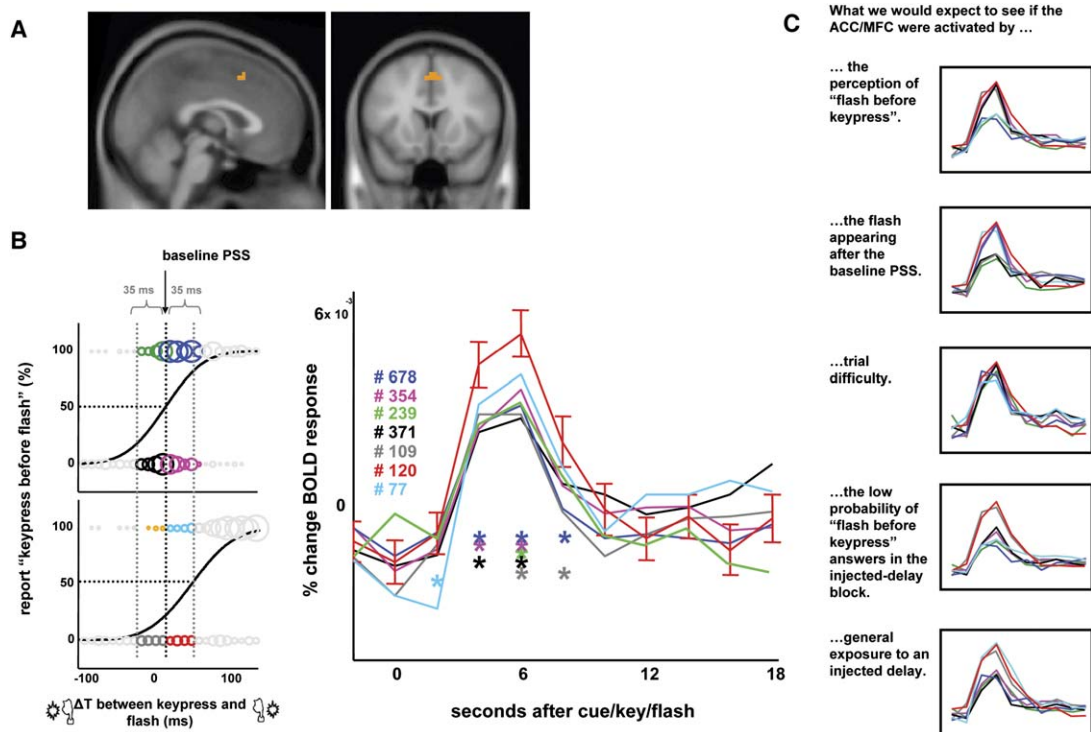 A
B
baseline PSS
35 ms
35 ms
report “keypress before flash” (%)
100
50
0
100
50
0
-100
0
100
ΔT between keypress and
flash (ms)
% change BOLD response
6x 10⁻³
0
# 678
# 354
# 239
# 371
# 109
# 120
# 77
* * *
* *
*
* *
* * *
0
6
12
18
seconds after cue/key/flash
C
What we would expect to see if the
ACC/MFC were activated by ...
... the
perception of
“flash before
keypress”.
...the flash
appearing
after the
baseline PSS.
...trial
difficulty.
...the low
probability of
“flash before
keypress”
answers in the
injected-delay
block.
...general
exposure to an
injected delay.